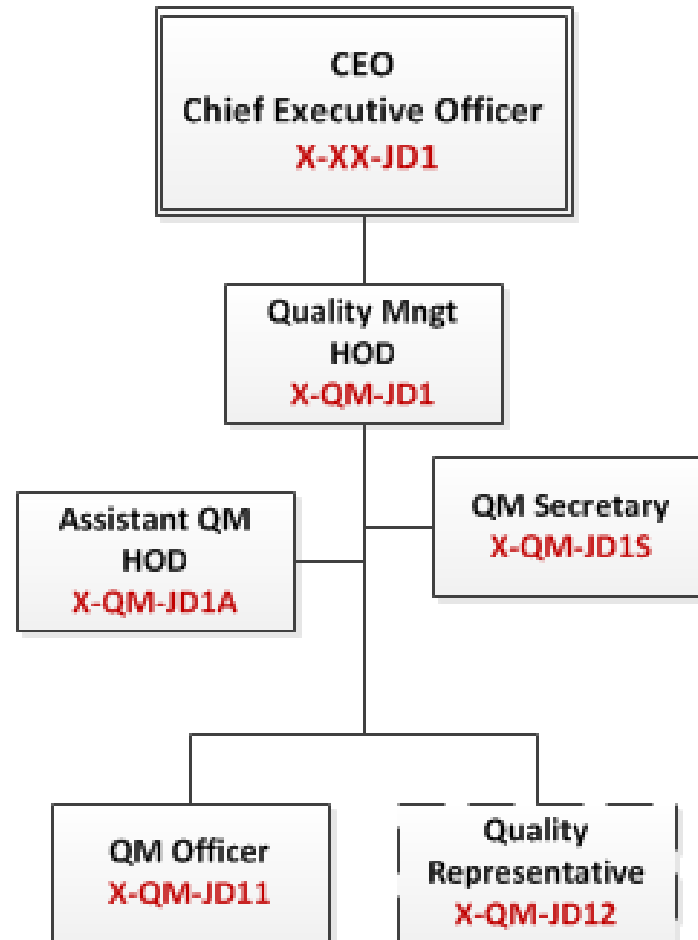 CEO
Chief Executive Officer
X-XX-JD1
Quality Mngt
HOD
X-QM-JD1
Assistant QM
HOD
X-QM-JD1A
QM Secretary
X-QM-JD1S
QM Officer
X-QM-JD11
Quality
Representative
X-QM-JD12